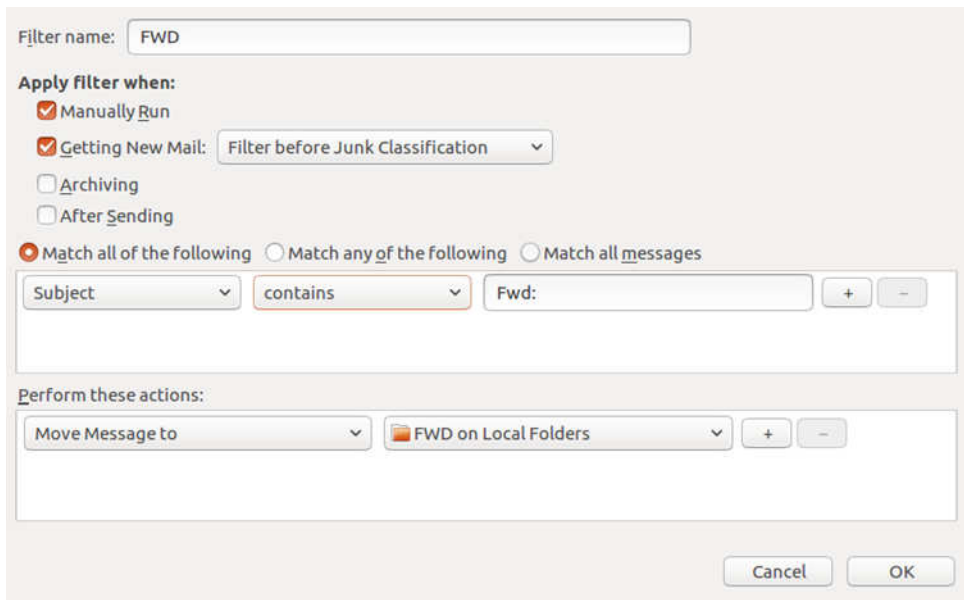 Filter name: FWD
Apply filter when:
Manually Run
Getting New Mail: Filter before Junk Classification
Archiving
After Sending
Match all of the following Match any of the following Match all messages
Subject contains Fwd: + -
Perform these actions:
Move Message to FWD on Local Folders + -
Cancel OK